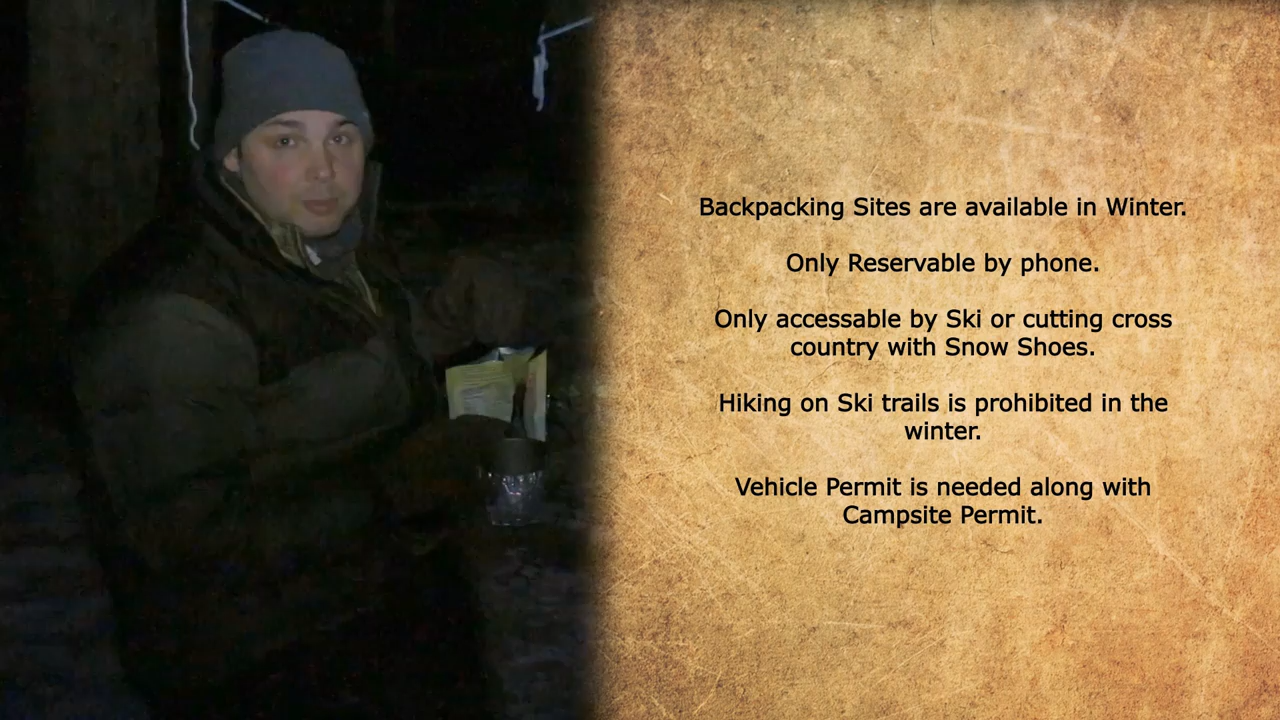 Backpacking Sites are available in Winter.
Only Reservable by phone.
Only accessable by Ski or cutting cross
country with Snow Shoes.
Hiking on Ski trails is prohibited in the
winter.
Vehicle Permit is needed along with
Campsite Permit.